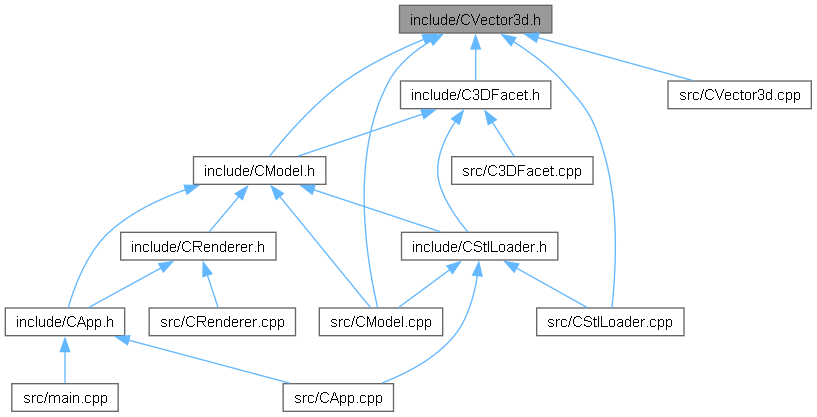 include/CVector3d.h
include/C3DFacet.h
src/CVector3d.cpp
include/CModel.h
src/C3DFacet.cpp
include/CRenderer.h
include/CStlLoader.h
include/CApp.h
src/CRenderer.cpp
src/CModel.cpp
src/CStlLoader.cpp
src/main.cpp
src/CApp.cpp